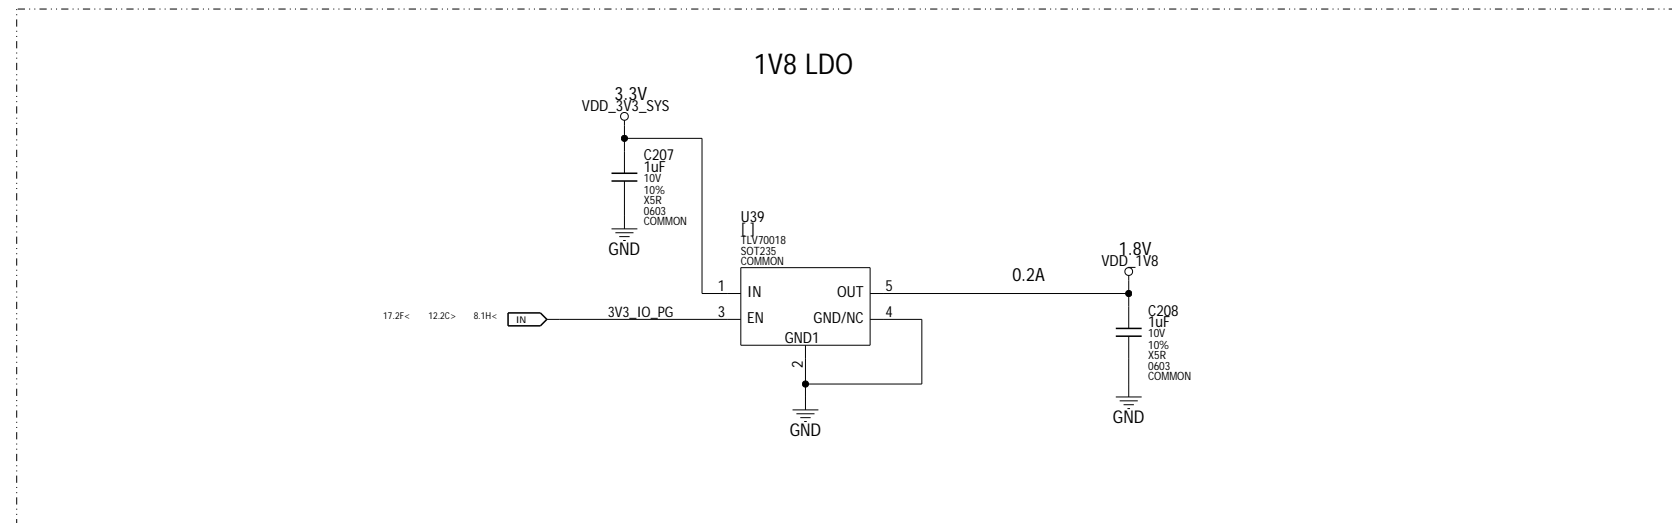 1V8 LDO
3.3V
VDD_3V3_SYS
C207
1uF
10V
10%
X5R
0603
COMMON
GND
U39
[ ]
TLV70018
SOT235
COMMON
1
IN
OUT
5
0.2A
1.8V
VDD_1V8
17.2F<
12.2C>
8.1H<
IN
3V3_IO_PG
3
EN
GND/NC
4
GND1
2
GND
C208
1uF
10V
10%
X5R
0603
COMMON
GND